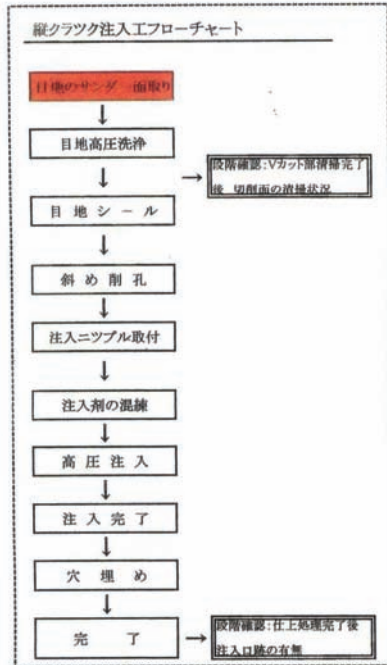 縦クラツク注入工フローチャート
目地のサンダー面取り
↓
目地高圧洗浄
↓
→
段階確認:Vカット部清掃完了
後 切削面の清掃状況
目地シール
↓
斜め削孔
↓
注入ニツプル取付
↓
注入剤の混練
↓
高圧注入
↓
注入完了
↓
穴埋め
↓
完了
→
段階確認:仕上処理完了後
注入口跡の有無